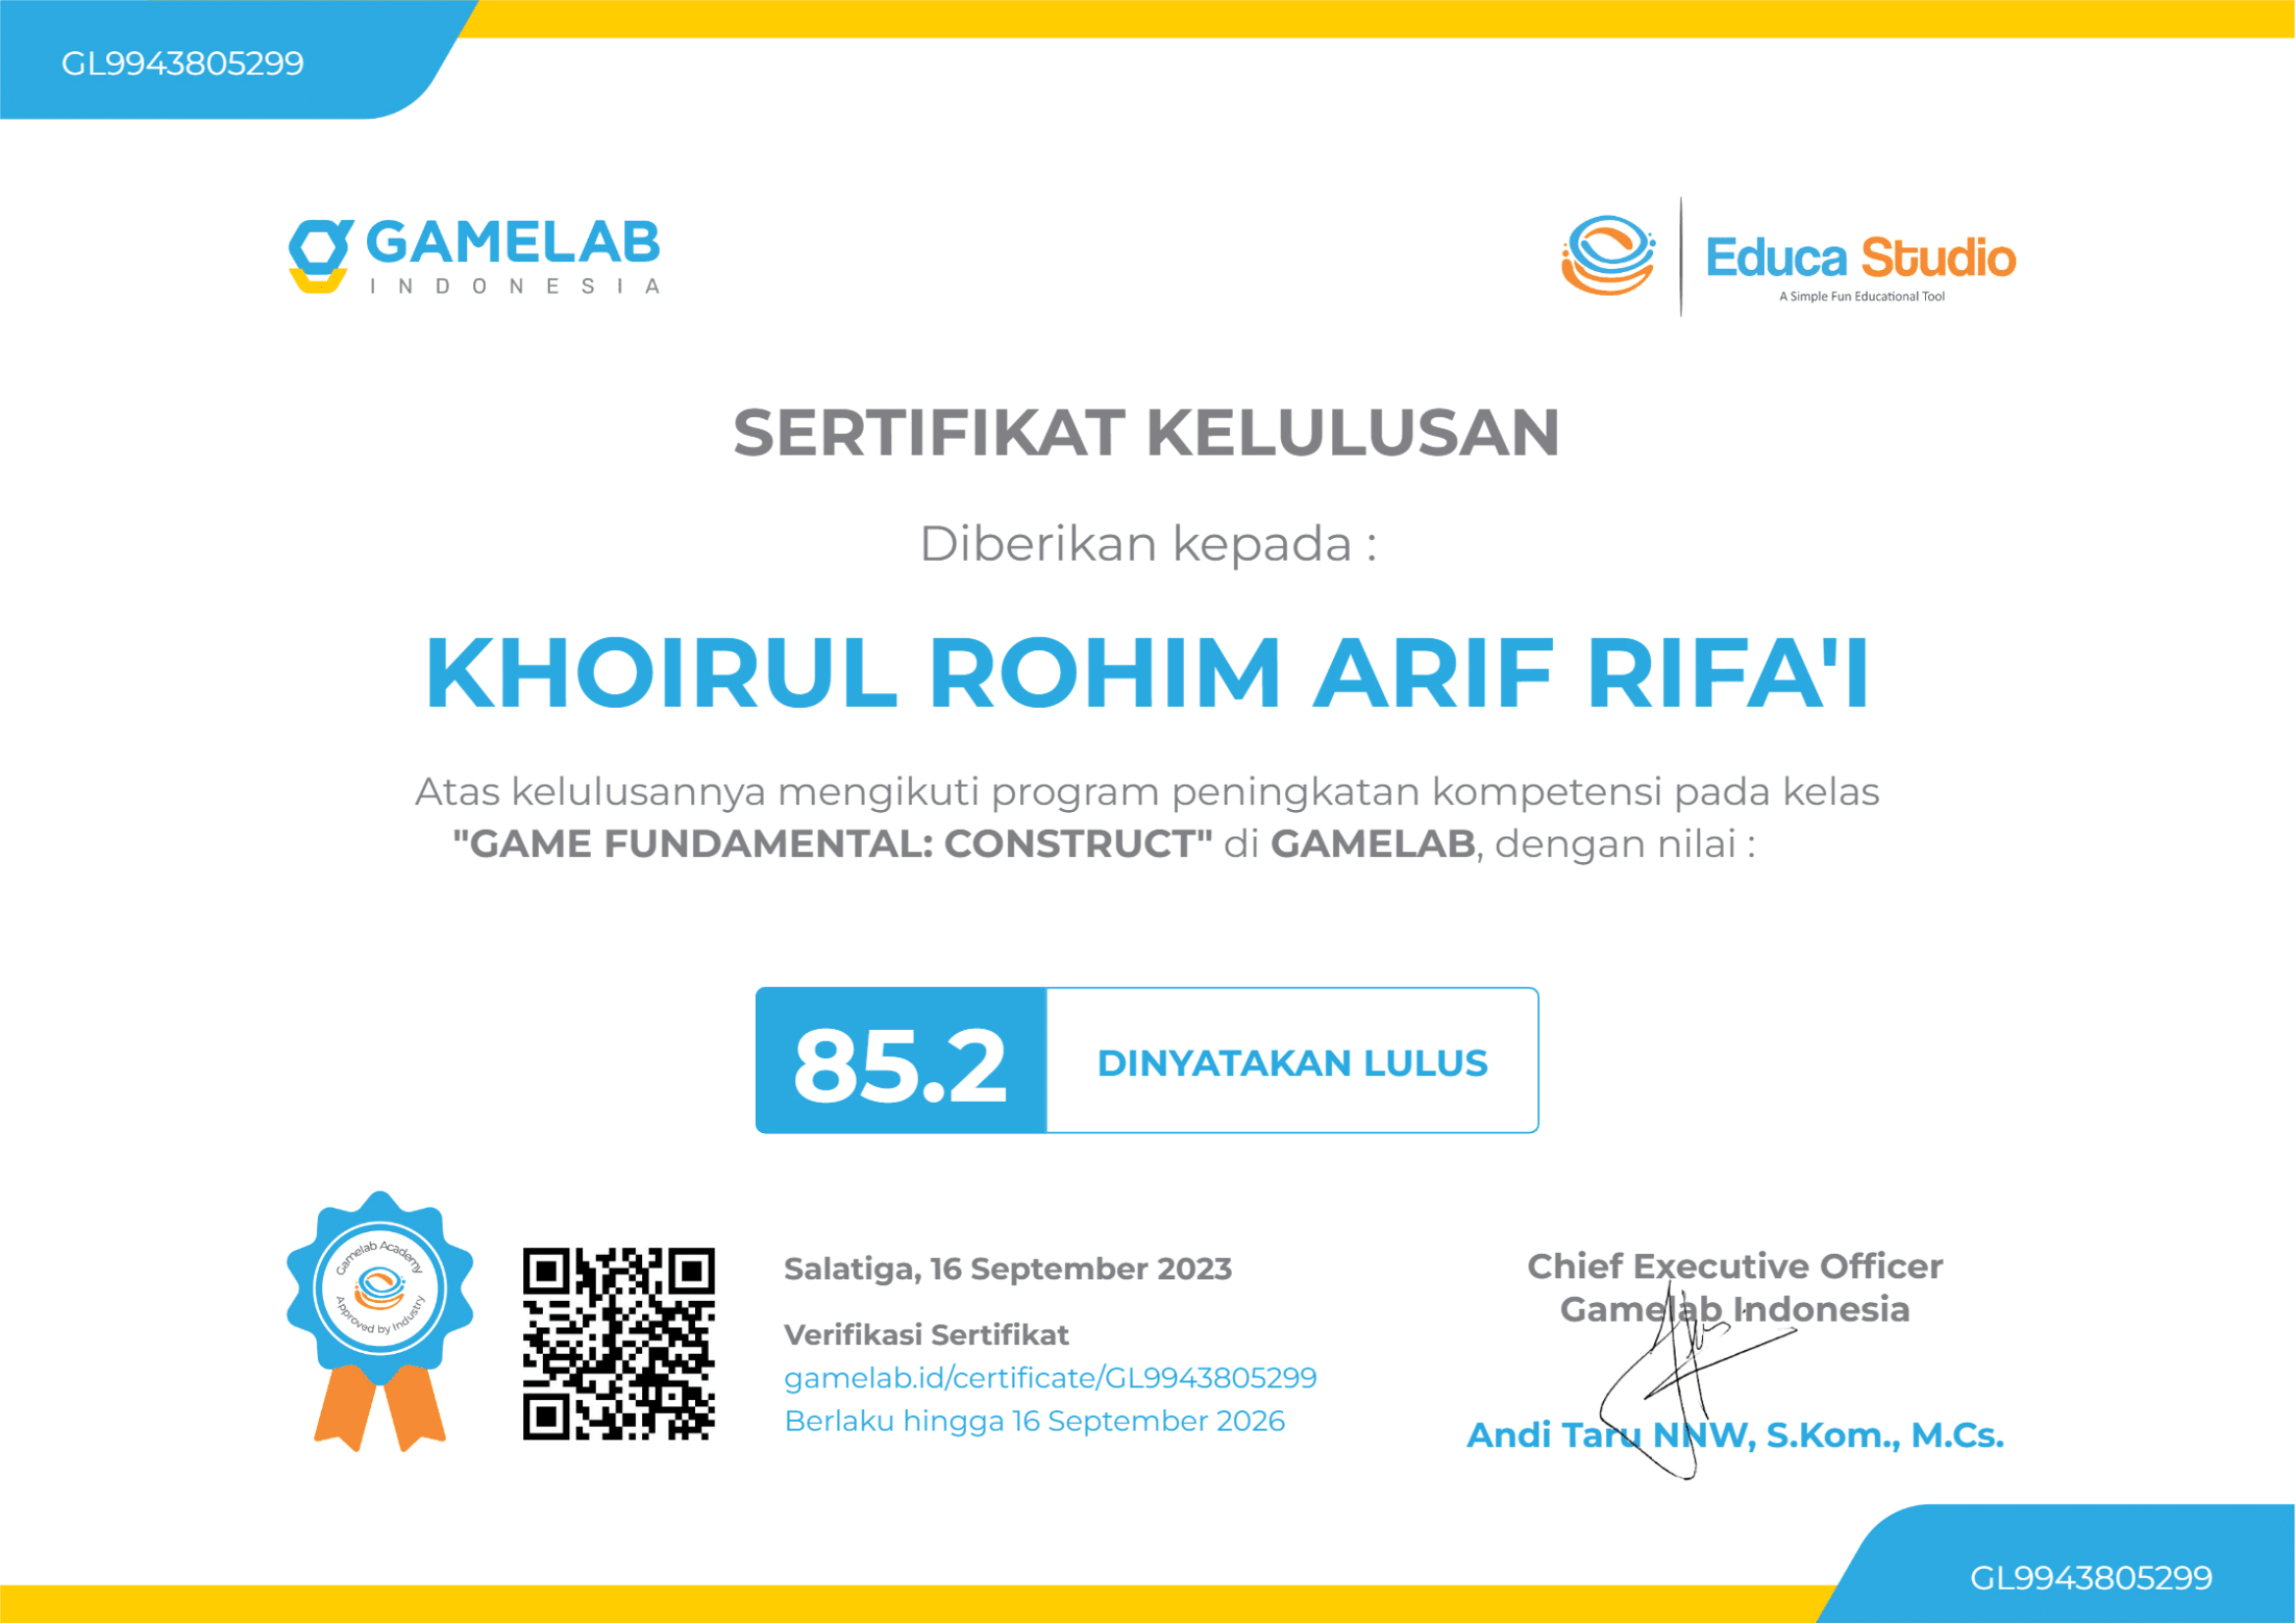 GL9943805299
GAMELAB
INDONESIA
Educa Studio
A Simple Fun Educational Tool
SERTIFIKAT KELULUSAN
Diberikan kepada :
KHOIRUL ROHIM ARIF RIFA'I
Atas kelulusannya mengikuti program peningkatan kompetensi pada kelas
"GAME FUNDAMENTAL: CONSTRUCT" di GAMELAB, dengan nilai :
85.2
DINYATAKAN LULUS
Gamelab Academy
Approved by Industry
Salatiga, 16 September 2023
Verifikasi Sertifikat
gamelab.id/certificate/GL9943805299
Berlaku hingga 16 September 2026
Chief Executive Officer
Gamelab Indonesia
Andi Taru NNW, S.Kom., M.Cs.
GL9943805299